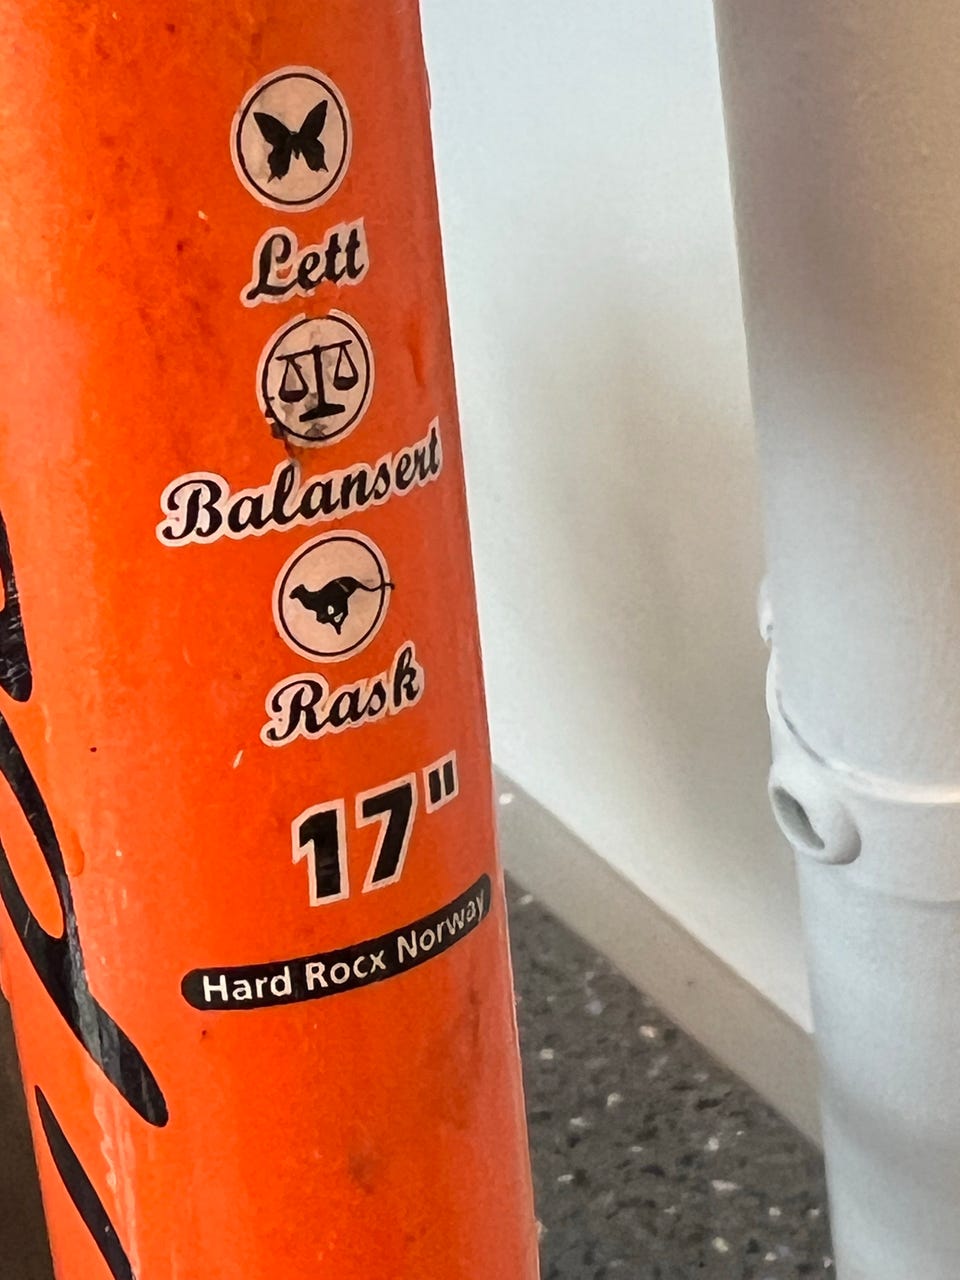 Lett
Balansert
Rask
17"
Hard Rocx Norway